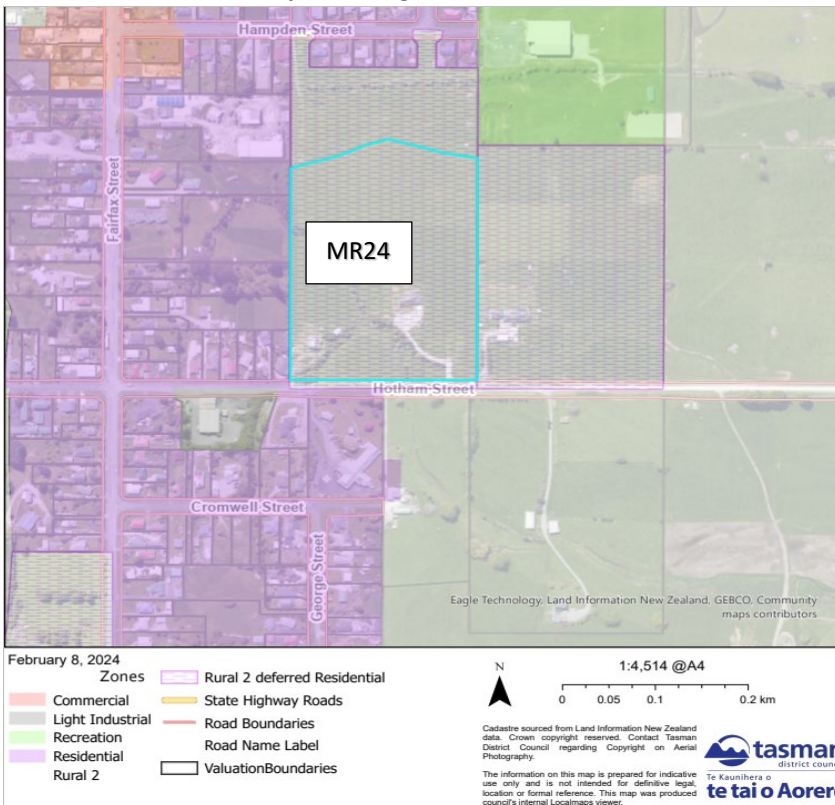 Hampden Street
Fairfax Street
MR24
Hotham Street
Cromwell Street
George Street
Eagle Technology, Land Information New Zealand, GEBCO, Community
maps contributors
February 8, 2024
Zones
Commercial
Light Industrial
Recreation
Residential
Rural 2
Rural 2 deferred Residential
State Highway Roads
Road Boundaries
Road Name Label
ValuationBoundaries
N
1:4,514 @A4
0 0.05 0.1 0.2 km
Cadastre sourced from Land Information New Zealand
data. Crown copyright reserved. Contact Tasman
District Council regarding Copyright on Aerial
Photography.
The information on this map is prepared for indicative
use only and is not intended for definitive legal,
location or formal reference. This map was produced
council's internal Localmaps viewer.
tasman
district counc
Te Kaunihera o
te tai o Aorere